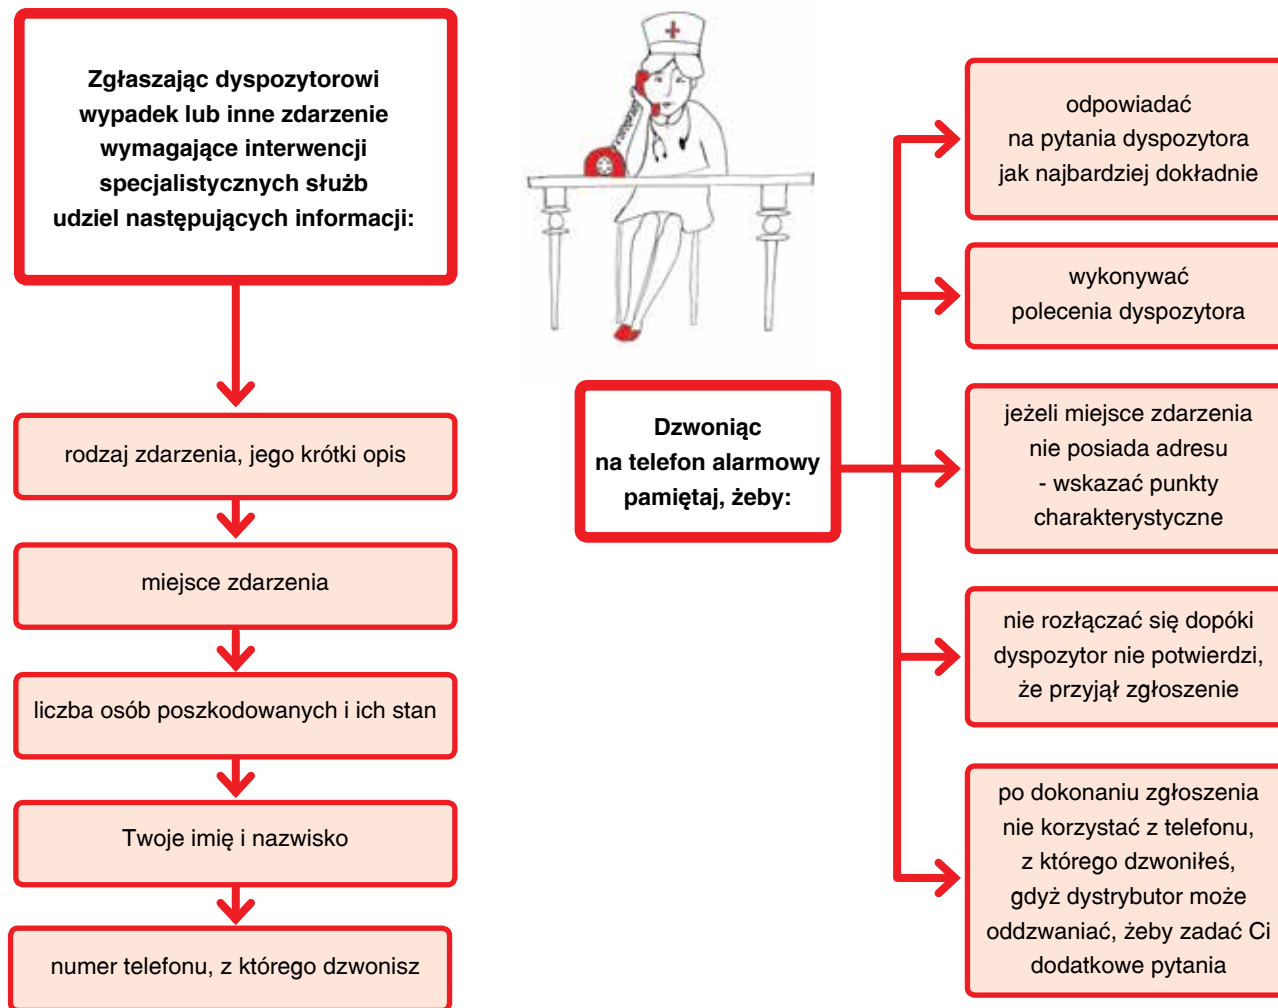 Zgłaszając dyspozytorowi
wypadek lub inne zdarzenie
wymagające interwencji
specjalistycznych służb
udziel następujących informacji:
rodzaj zdarzenia, jego krótki opis
miejsce zdarzenia
liczba osób poszkodowanych i ich stan
Twoje imię i nazwisko
numer telefonu, z którego dzwonisz
Dzwoniąc
na telefon alarmowy
pamiętaj, żeby:
odpowiadać
na pytania dyspozytora
jak najbardziej dokładnie
wykonywać
polecenia dyspozytora
jeżeli miejsce zdarzenia
nie posiada adresu
- wskazać punkty
charakterystyczne
nie rozłączać się dopóki
dyspozytor nie potwierdzi,
że przyjął zgłoszenie
po dokonaniu zgłoszenia
nie korzystać z telefonu,
z którego dzwoniłeś,
gdyż dystrybutor może
oddzwaniać, żeby zadać Ci
dodatkowe pytania